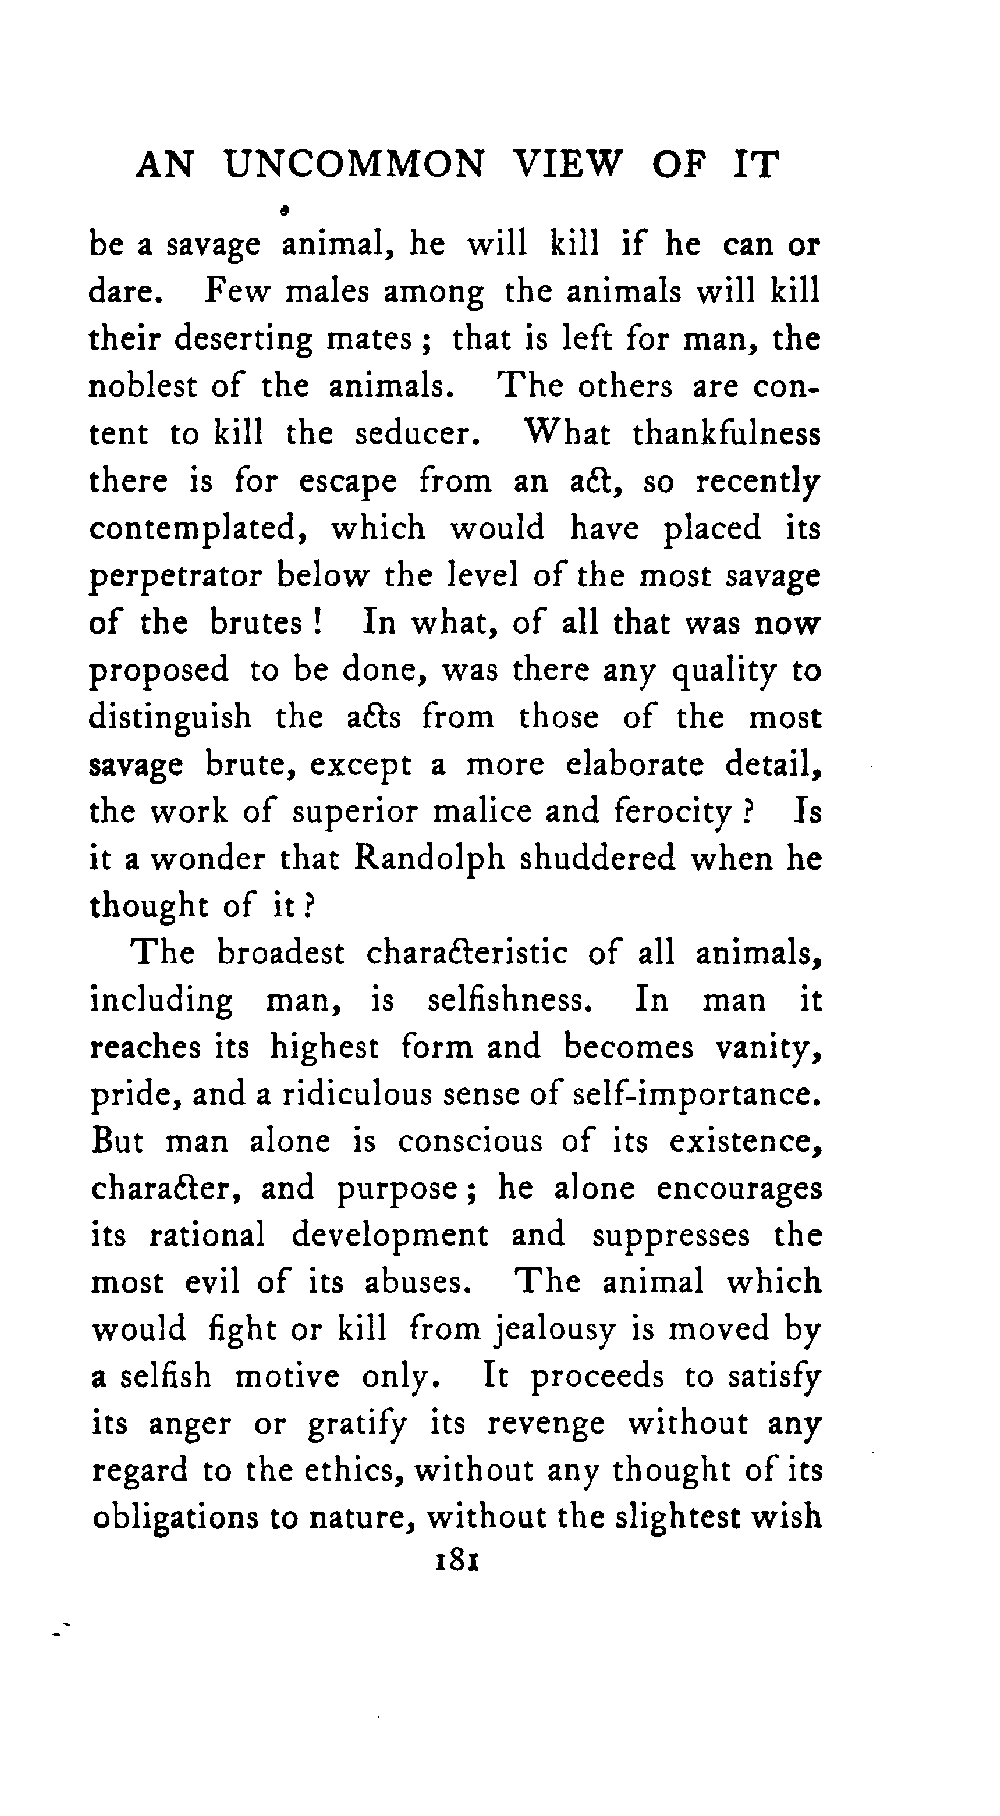 AN UNCOMMON VIEW OF IT
be a savage animal, he will kill if he can or
dare. Few males among the animals will kill
their deserting mates ; that is left for man, the
noblest of the animals. The others are con-
tent to kill the seducer. What thankfulness
there is for escape from an act, so recently
contemplated, which would have placed its
perpetrator below the level of the most savage
of the brutes ! In what, of all that was now
proposed to be done, was there any quality to
distinguish the acts from those of the most
savage brute, except a more elaborate detail,
the work of superior malice and ferocity ? Is
it a wonder that Randolph shuddered when he
thought of it ?
The broadest characteristic of all animals,
including man, is selfishness. In man it
reaches its highest form and becomes vanity,
pride, and a ridiculous sense of self-importance.
But man alone is conscious of its existence,
character, and purpose ; he alone encourages
its rational development and suppresses the
most evil of its abuses. The animal which
would fight or kill from jealousy is moved by
a selfish motive only. It proceeds to satisfy
its anger or gratify its revenge without any
regard to the ethics, without any thought of its
obligations to nature, without the slightest wish
181